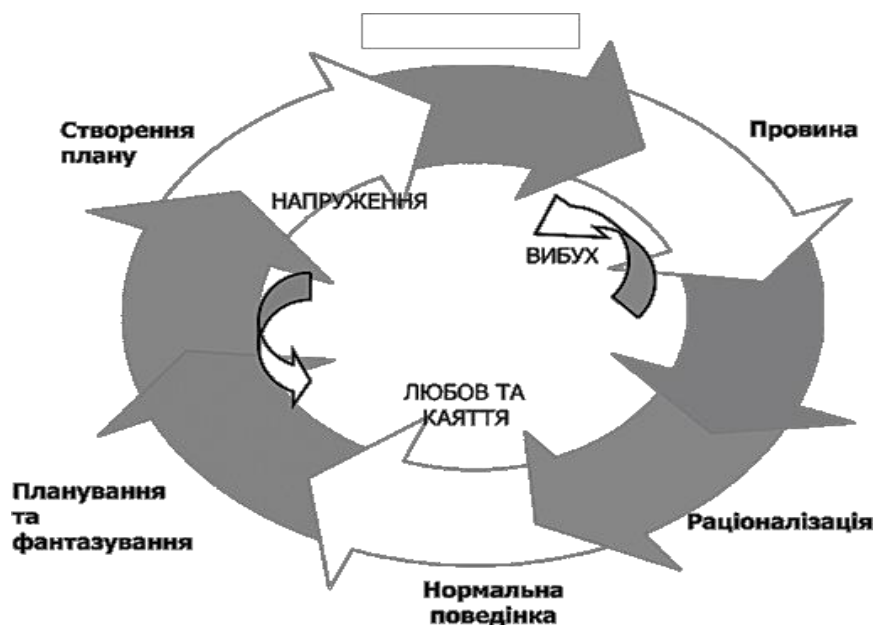 Створення
плану
Провина
НАПРУЖЕННЯ
ВИБУХ
ЛЮБОВ ТА
КАЯТТЯ
Планування
та
фантазування
Раціоналізація
Нормальна
поведінка